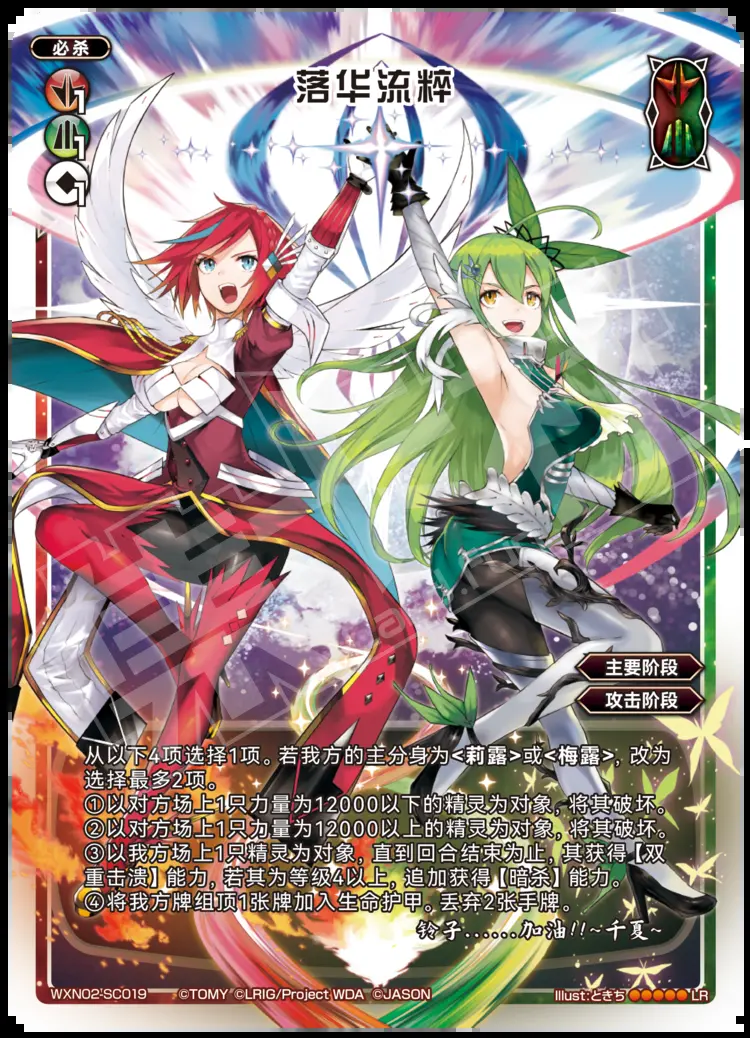 必杀
落华流粹
1
1
1
主要阶段
攻击阶段
从以下4项选择1项。若我方的主分身为<莉露>或<梅露>, 改为
选择最多2项。
①以对方场上1只力量为12000以下的精灵为对象, 将其破坏。
②以对方场上1只力量为12000以上的精灵为对象, 将其破坏。
③以我方场上1只精灵为对象, 直到回合结束为止, 其获得【双
重击溃】能力, 若其为等级4以上, 追加获得【暗杀】能力。
④将我方牌组顶1张牌加入生命护甲。丢弃2张手牌。
铃子……加油!!~千夏~
WXN02-SC019 ©TOMY ©LRIG/Project WDA ©JASON Illust:ときち LR